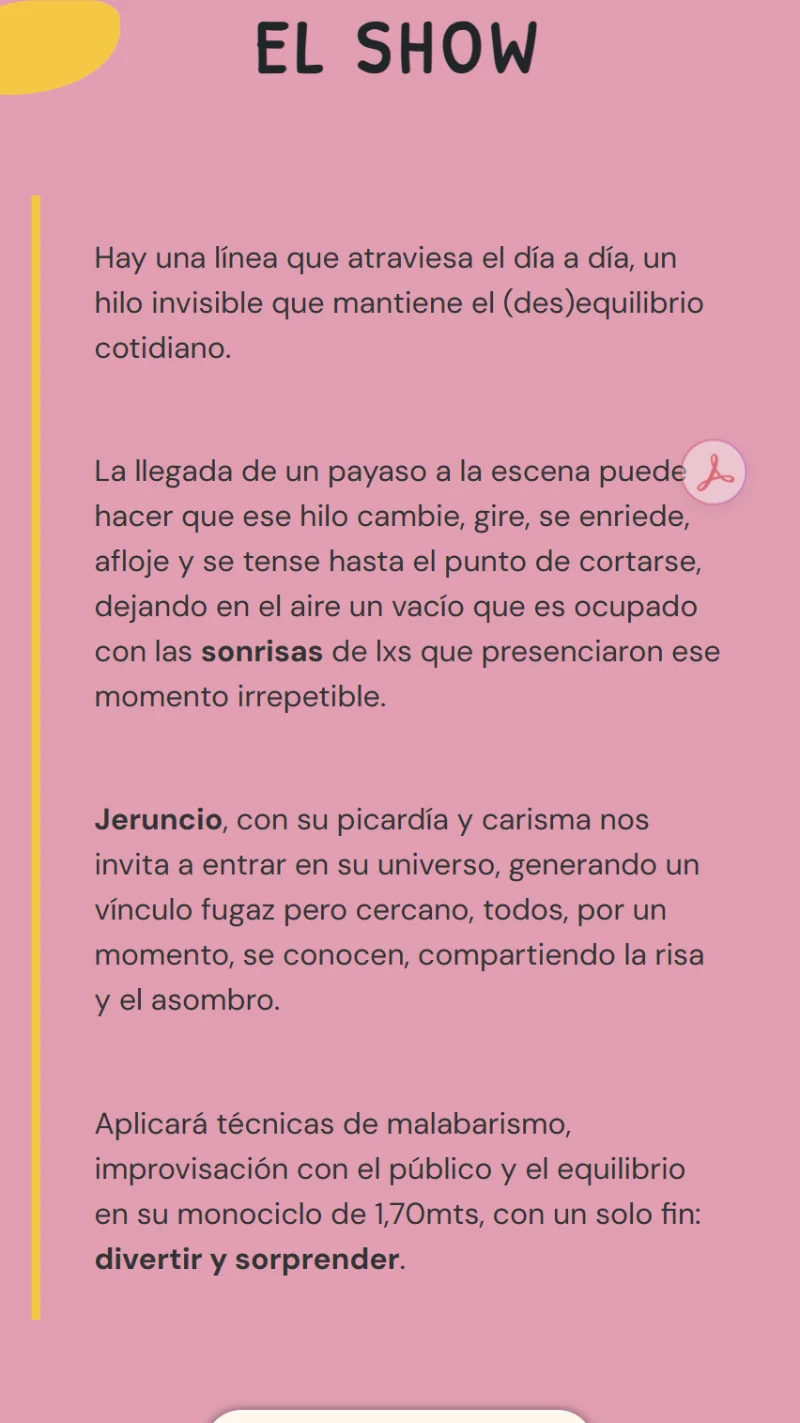 EL SHOW
Hay una línea que atraviesa el día a día, un
hilo invisible que mantiene el (des)equilibrio
cotidiano.
La llegada de un payaso a la escena puede
hacer que ese hilo cambie, gire, se enriede,
afloje y se tense hasta el punto de cortarse,
dejando en el aire un vacío que es ocupado
con las sonrisas de lxs que presenciaron ese
momento irrepetible.
Jeruncio, con su picardía y carisma nos
invita a entrar en su universo, generando un
vínculo fugaz pero cercano, todos, por un
momento, se conocen, compartiendo la risa
y el asombro.
Aplicará técnicas de malabarismo,
improvisación con el público y el equilibrio
en su monociclo de 1,70mts, con un solo fin:
divertir y sorprender.